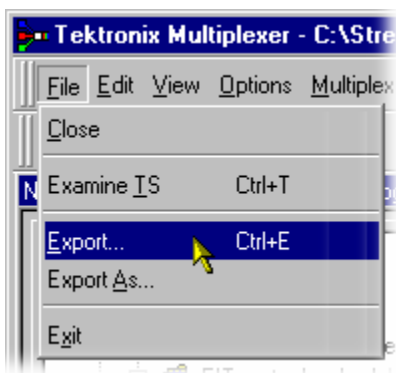 Tektronix Multiplexer - C:\Stre
File Edit View Options Multiplex
Close
Examine TS Ctrl+T
Export... Ctrl+E
Export As...
Exit